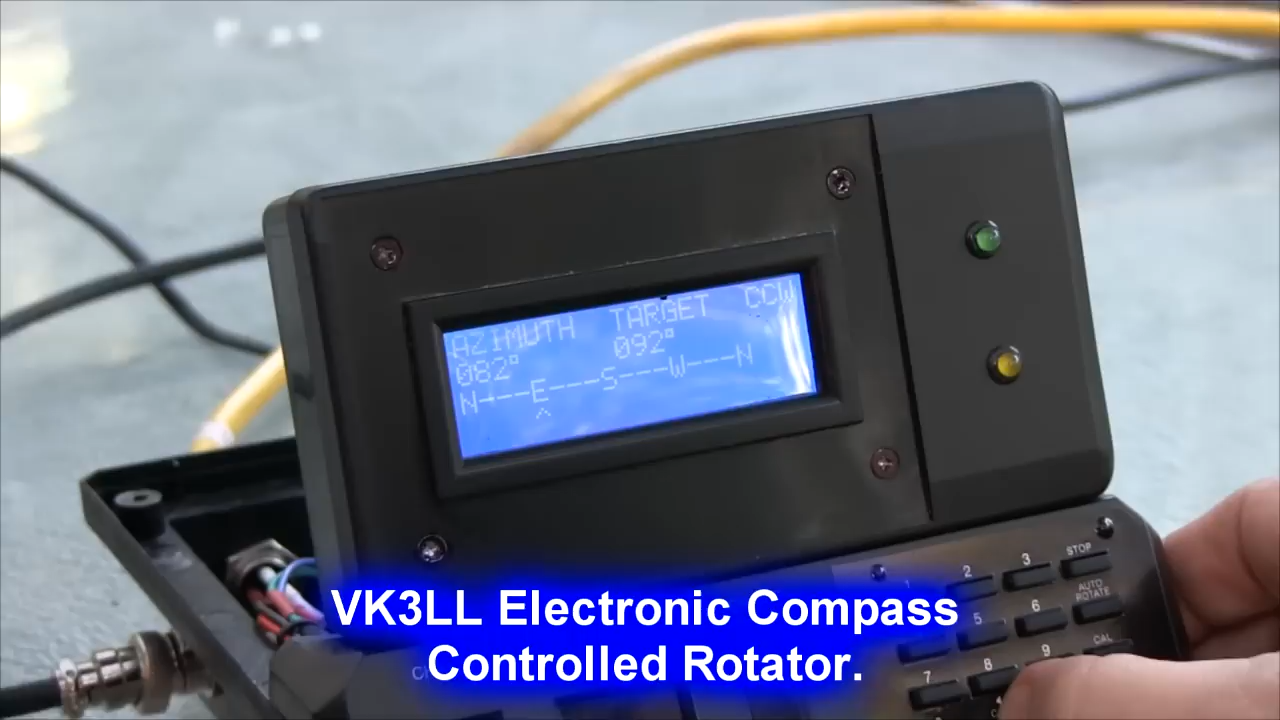 AZIMUTH TARGET CCW
082° 092°
N---E---S---W---N
^
1 2 3 STOP
5 6 AUTO ROTATE
7 8 9 CAL
VK3LL Electronic Compass
Controlled Rotator.